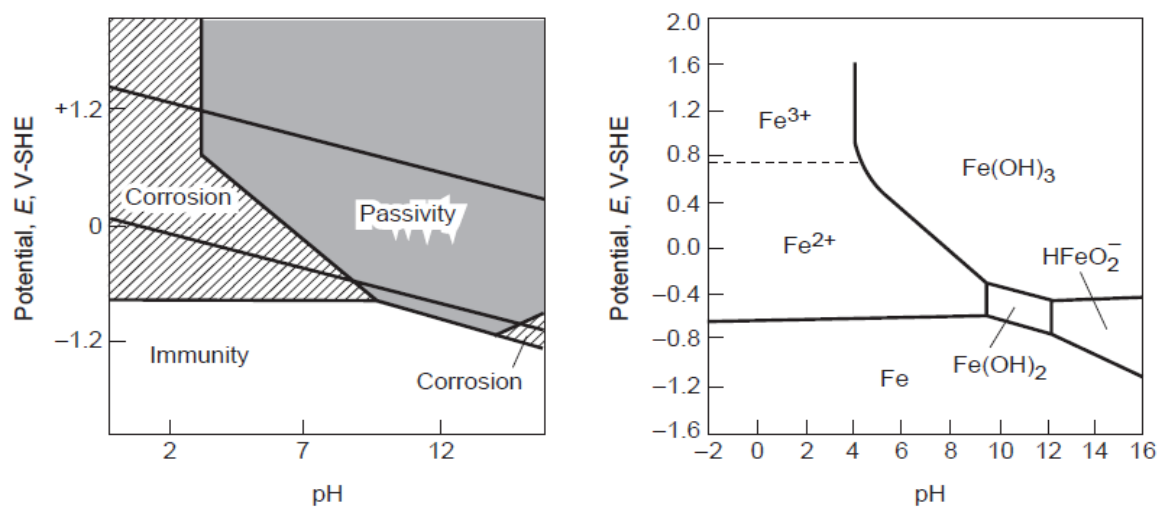 Potential, E, V-SHE
+1.2
0
−1.2
Corrosion
Passivity
Immunity
Corrosion
2
7
12
pH
Potential, E, V-SHE
2.0
1.6
1.2
0.8
0.4
0.0
−0.4
−0.8
−1.2
−1.6
Fe3+
Fe(OH)3
Fe2+
HFeO2−
Fe(OH)2
Fe
−2 0 2 4 6 8 10 12 14 16
pH